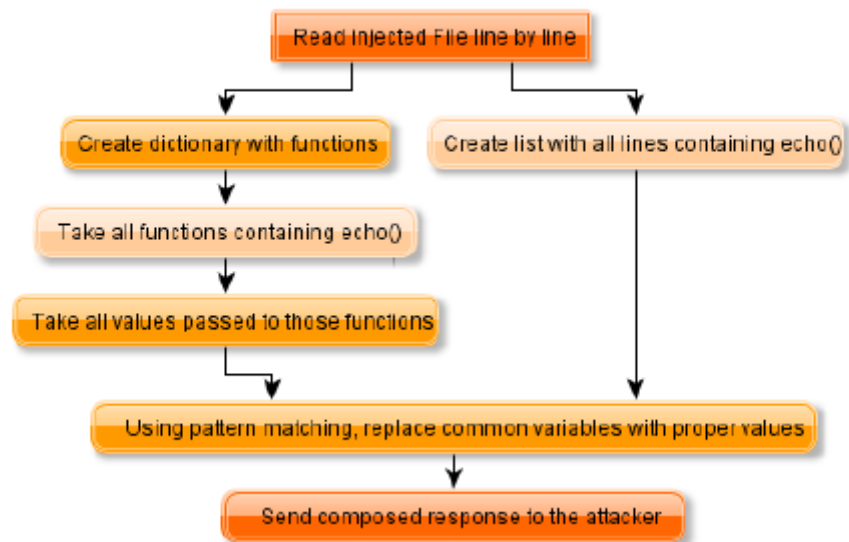 Read injected File line by line
Create dictionary with functions
Create list with all lines containing echo()
Take all functions containing echo()
Take all values passed to those functions
Using pattern matching, replace common variables with proper values
Send composed response to the attacker